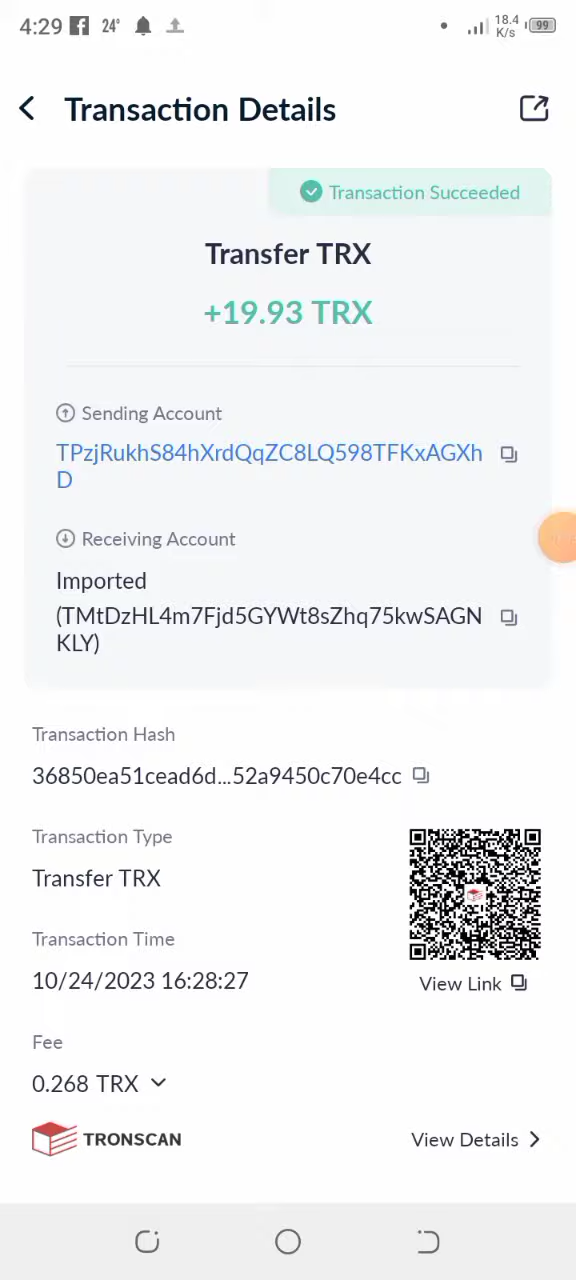 4:29 24°
18.4 K/s 99
Transaction Details
Transaction Succeeded
Transfer TRX
+19.93 TRX
Sending Account
TPzjRukhS84hXrdQqZC8LQ598TFKxAGXh
D
Receiving Account
Imported
(TMtDzHL4m7Fjd5GYWt8sZhq75kwSAGN
KLY)
Transaction Hash
36850ea51cead6d...52a9450c70e4cc
Transaction Type
Transfer TRX
Transaction Time
10/24/2023 16:28:27
View Link
Fee
0.268 TRX
TRONSCAN
View Details